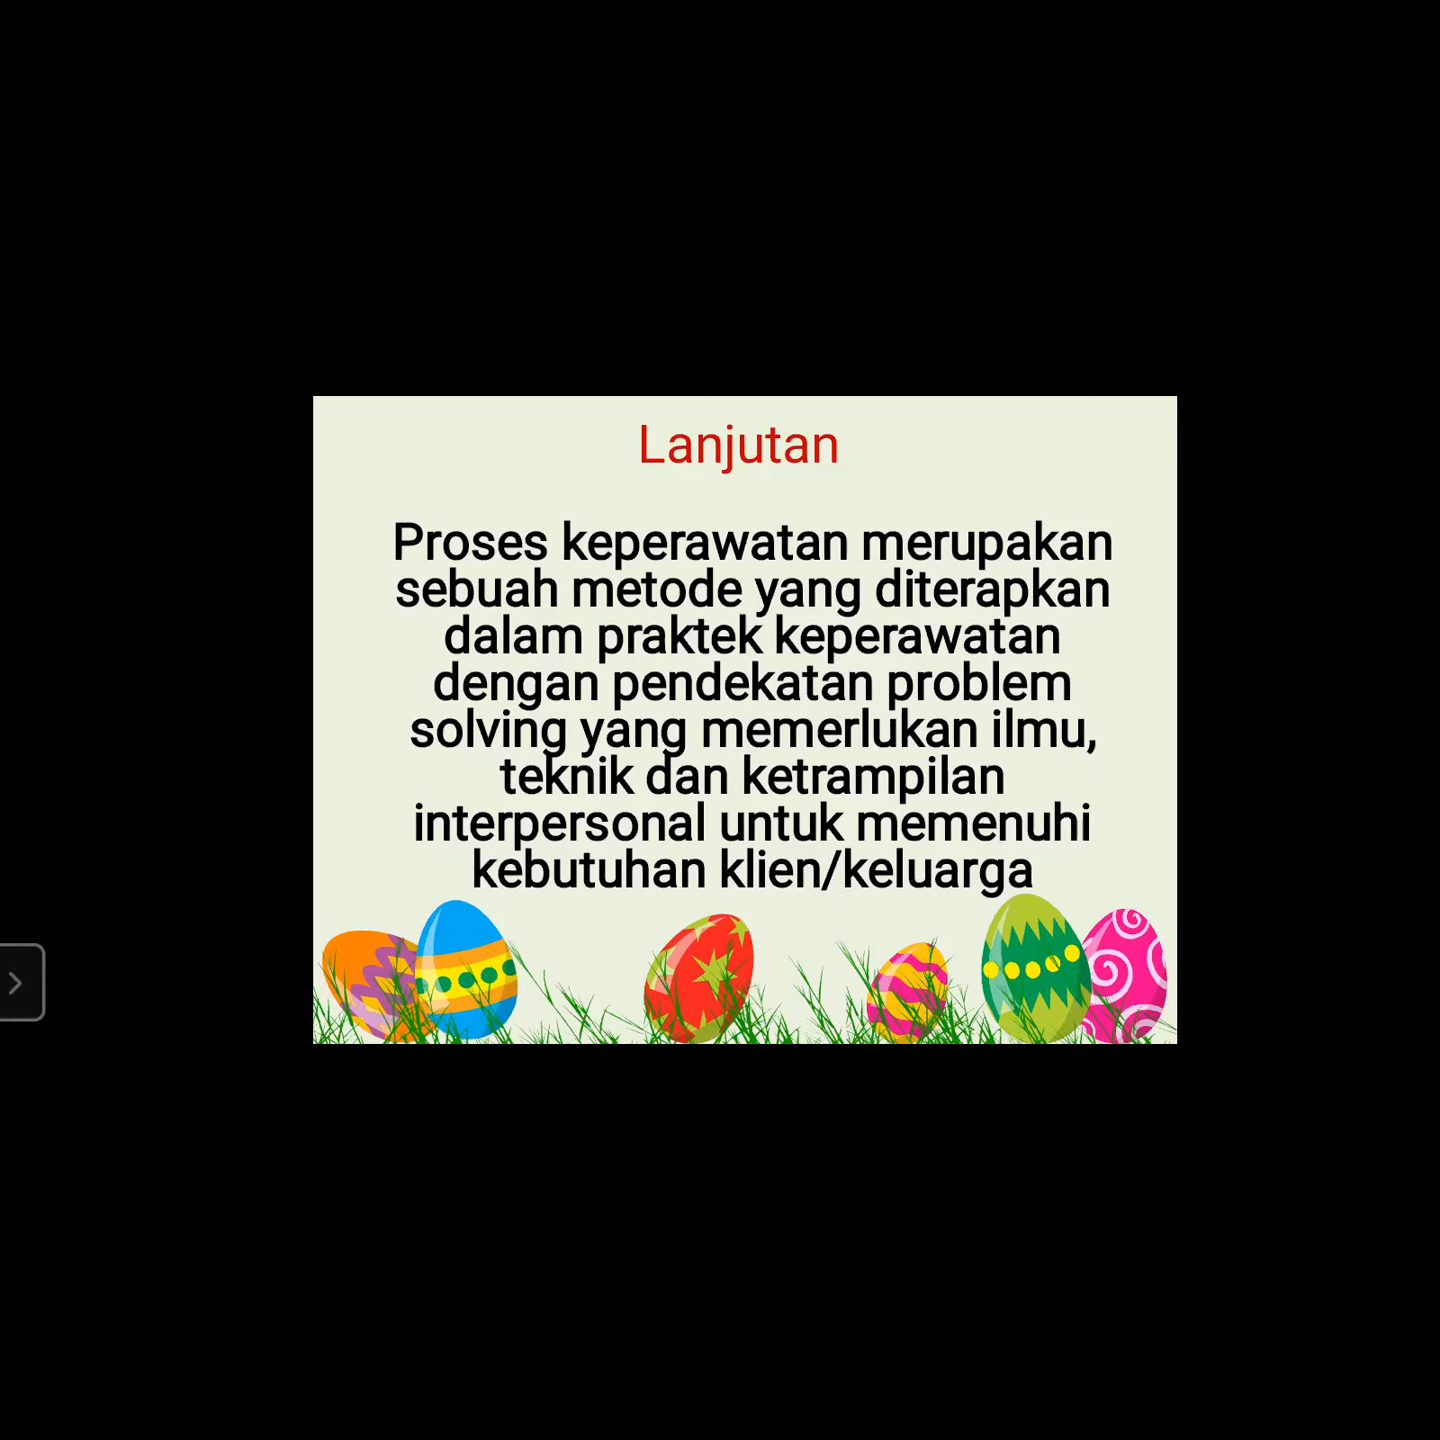 Lanjutan
Proses keperawatan merupakan
sebuah metode yang diterapkan
dalam praktek keperawatan
dengan pendekatan problem
solving yang memerlukan ilmu,
teknik dan ketrampilan
interpersonal untuk memenuhi
kebutuhan klien/keluarga